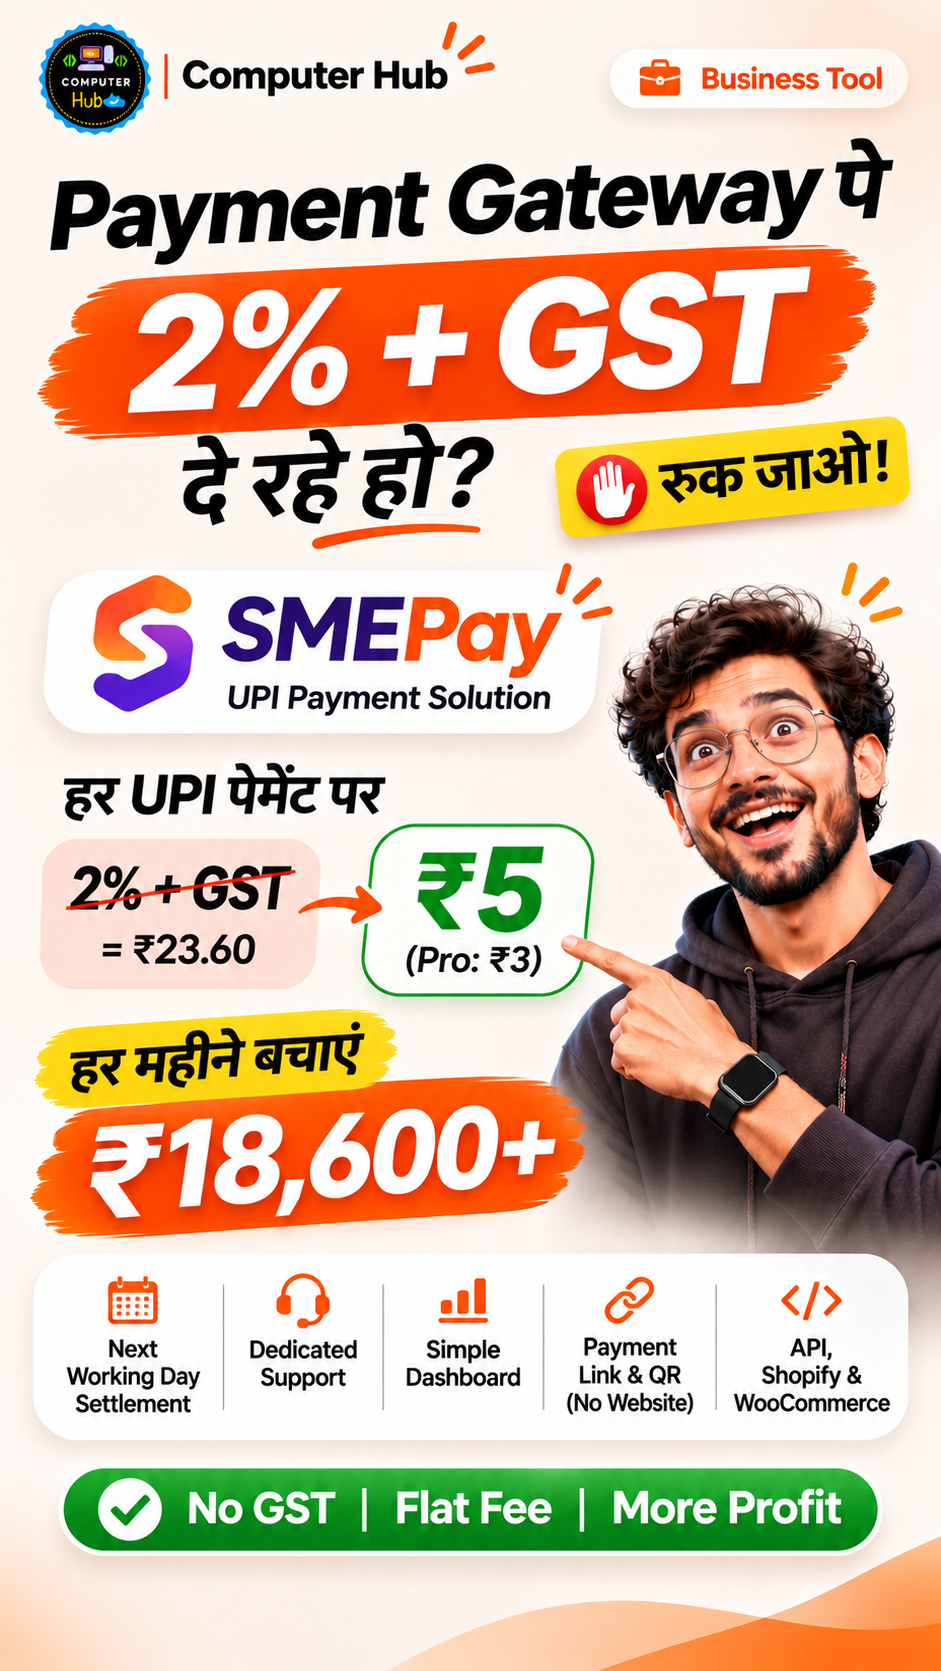 COMPUTER
Hub
Computer Hub
Business Tool
Payment Gateway पे
2% + GST
दे रहे हो?
रुक जाओ!
SMEPay
UPI Payment Solution
हर UPI पेमेंट पर
2% + GST
= ₹23.60
₹5
(Pro: ₹3)
हर महीने बचाएं
₹18,600+
Next
Working Day
Settlement
Dedicated
Support
Simple
Dashboard
Payment
Link & QR
(No Website)
</>
API,
Shopify &
WooCommerce
No GST | Flat Fee | More Profit